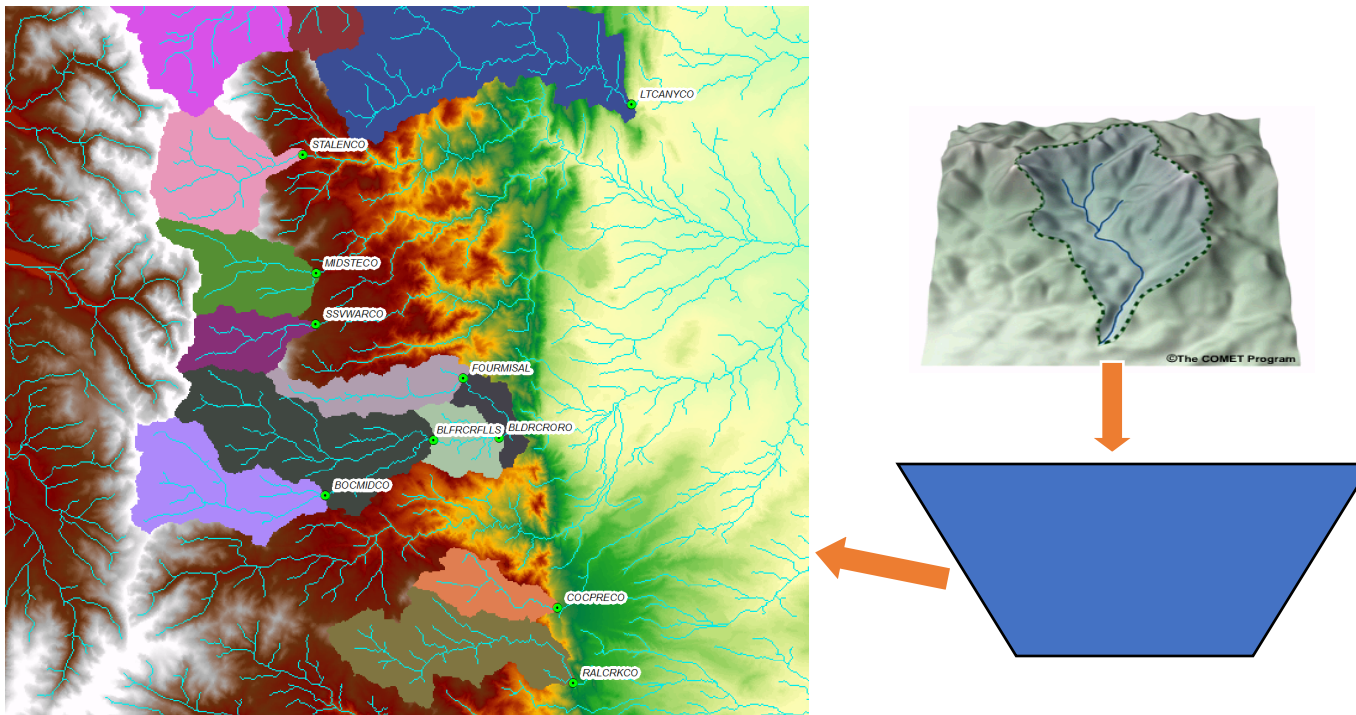 LTCANYCO
STALENCO
MIDSTECO
SSVWARCO
FOURMISAL
BLFRCRFLLS
BLDRCRORO
BOCMIDCO
COCPRECO
RALCRKCO
©The COMET Program